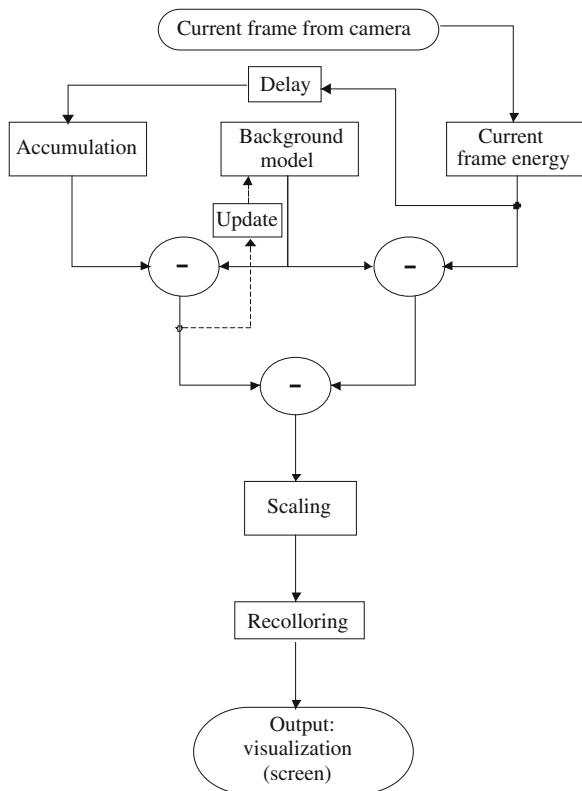 Current frame from camera
Delay
Accumulation
Background
model
Current
frame energy
Update
-
-
-
Scaling
Recolloring
Output:
visualization
(screen)